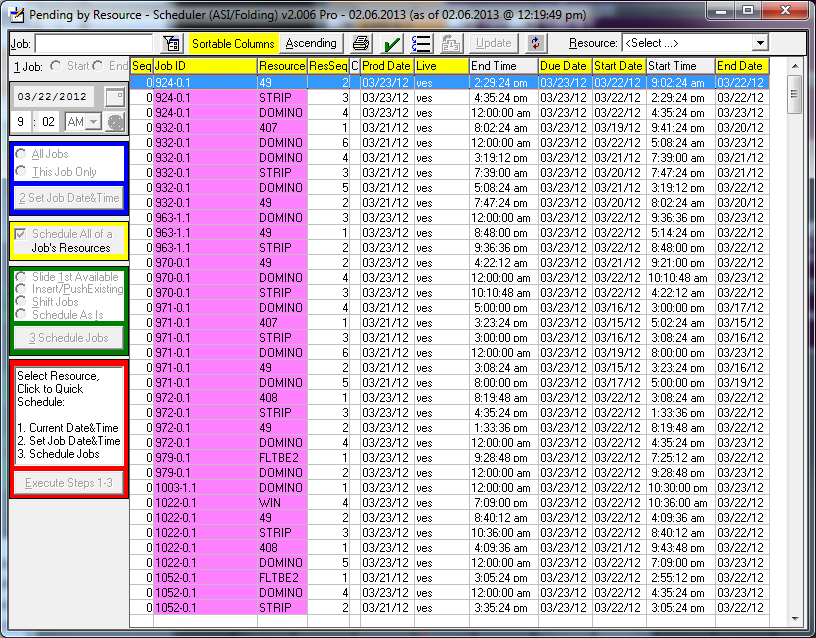 Pending by Resource - Scheduler (ASI/Folding) v2.006 Pro - 02.06.2013 (as of 02.06.2013 @ 12:19:49 pm)
Job: Sortable Columns Ascending Update Resource: <Select ...>
1 Job: Start End
03/22/2012
9 : 02 AM
All Jobs
This Job Only
2 Set Job Date&Time
Schedule All of a
Job's Resources
Slide 1st Available
Insert/PushExisting
Shift Jobs
Schedule As Is
3 Schedule Jobs
Select Resource,
Click to Quick
Schedule:
1. Current Date&Time
2. Set Job Date&Time
3. Schedule Jobs
Execute Steps 1-3
Seq Job ID Resource ResSeq C Prod Date Live End Time Due Date Start Date Start Time End Date
0 924-0.1 49 2 03/23/12 yes 2:29:24 pm 03/23/12 03/22/12 9:02:24 am 03/22/12
0 924-0.1 STRIP 3 03/23/12 yes 4:35:24 pm 03/23/12 03/22/12 2:29:24 pm 03/22/12
0 924-0.1 DOMINO 4 03/23/12 yes 12:00:00 am 03/23/12 03/22/12 4:35:24 pm 03/23/12
0 932-0.1 407 1 03/23/12 yes 8:02:24 am 03/23/12 03/19/12 9:41:24 pm 03/20/12
0 932-0.1 DOMINO 6 03/23/12 yes 12:00:00 am 03/23/12 03/22/12 5:08:24 am 03/23/12
0 932-0.1 DOMINO 4 03/23/12 yes 3:19:12 pm 03/23/12 03/21/12 7:39:00 am 03/21/12
0 932-0.1 STRIP 3 03/23/12 yes 7:39:00 am 03/23/12 03/20/12 7:47:24 pm 03/21/12
0 932-0.1 DOMINO 5 03/23/12 yes 5:08:24 am 03/23/12 03/21/12 3:19:12 pm 03/22/12
0 932-0.1 49 2 03/23/12 yes 7:47:24 pm 03/23/12 03/20/12 8:02:24 am 03/20/12
0 963-1.1 DOMINO 3 03/23/12 yes 12:00:00 am 03/23/12 03/22/12 9:36:36 pm 03/23/12
0 963-1.1 49 1 03/23/12 yes 8:48:00 pm 03/23/12 03/22/12 5:14:24 pm 03/22/12
0 963-1.1 STRIP 2 03/23/12 yes 9:36:36 pm 03/23/12 03/22/12 8:48:00 pm 03/22/12
0 970-0.1 49 2 03/23/12 yes 4:22:12 am 03/23/12 03/21/12 9:21:00 pm 03/22/12
0 970-0.1 DOMINO 4 03/23/12 yes 12:00:00 am 03/23/12 03/22/12 10:10:48 am 03/23/12
0 970-0.1 STRIP 3 03/23/12 yes 10:10:48 am 03/23/12 03/22/12 4:22:12 am 03/22/12
0 971-0.1 DOMINO 4 03/21/12 yes 5:00:00 pm 03/23/12 03/16/12 3:00:00 pm 03/17/12
0 971-0.1 407 1 03/21/12 yes 3:23:24 pm 03/23/12 03/15/12 5:02:24 am 03/15/12
0 971-0.1 STRIP 3 03/21/12 yes 3:00:00 pm 03/23/12 03/16/12 3:08:24 am 03/16/12
0 971-0.1 DOMINO 6 03/21/12 yes 12:00:00 am 03/23/12 03/19/12 8:00:00 pm 03/23/12
0 971-0.1 49 2 03/21/12 yes 3:08:24 am 03/23/12 03/15/12 3:23:24 pm 03/16/12
0 971-0.1 DOMINO 5 03/21/12 yes 8:00:00 pm 03/23/12 03/17/12 5:00:00 pm 03/19/12
0 972-0.1 408 1 03/23/12 yes 8:19:48 am 03/23/12 03/22/12 3:08:24 am 03/22/12
0 972-0.1 STRIP 3 03/23/12 yes 4:35:24 pm 03/23/12 03/22/12 1:33:36 pm 03/22/12
0 972-0.1 49 2 03/23/12 yes 1:33:36 pm 03/23/12 03/22/12 8:19:48 am 03/22/12
0 972-0.1 DOMINO 4 03/23/12 yes 12:00:00 am 03/23/12 03/22/12 4:35:24 pm 03/23/12
0 979-0.1 FLTBE2 1 03/23/12 yes 9:28:48 pm 03/23/12 03/22/12 7:25:12 am 03/22/12
0 979-0.1 DOMINO 2 03/23/12 yes 12:00:00 am 03/23/12 03/22/12 9:28:48 pm 03/23/12
0 1003-1.1 DOMINO 1 03/23/12 yes 12:00:00 am 03/23/12 03/22/12 10:30:00 pm 03/23/12
0 1022-0.1 WIN 4 03/23/12 yes 7:09:00 pm 03/23/12 03/22/12 10:36:00 am 03/22/12
0 1022-0.1 49 2 03/23/12 yes 8:40:12 am 03/23/12 03/22/12 4:09:36 am 03/22/12
0 1022-0.1 STRIP 3 03/23/12 yes 10:36:00 am 03/23/12 03/22/12 8:40:12 am 03/22/12
0 1022-0.1 408 1 03/23/12 yes 4:09:36 am 03/23/12 03/21/12 9:43:48 pm 03/22/12
0 1022-0.1 DOMINO 5 03/23/12 yes 12:00:00 am 03/23/12 03/22/12 7:09:00 pm 03/23/12
0 1052-0.1 FLTBE2 1 03/21/12 yes 3:05:24 pm 03/23/12 03/22/12 2:55:12 pm 03/22/12
0 1052-0.1 DOMINO 4 03/21/12 yes 12:00:00 am 03/23/12 03/22/12 4:35:24 pm 03/23/12
0 1052-0.1 STRIP 2 03/21/12 yes 3:35:24 pm 03/23/12 03/22/12 3:05:24 pm 03/22/12